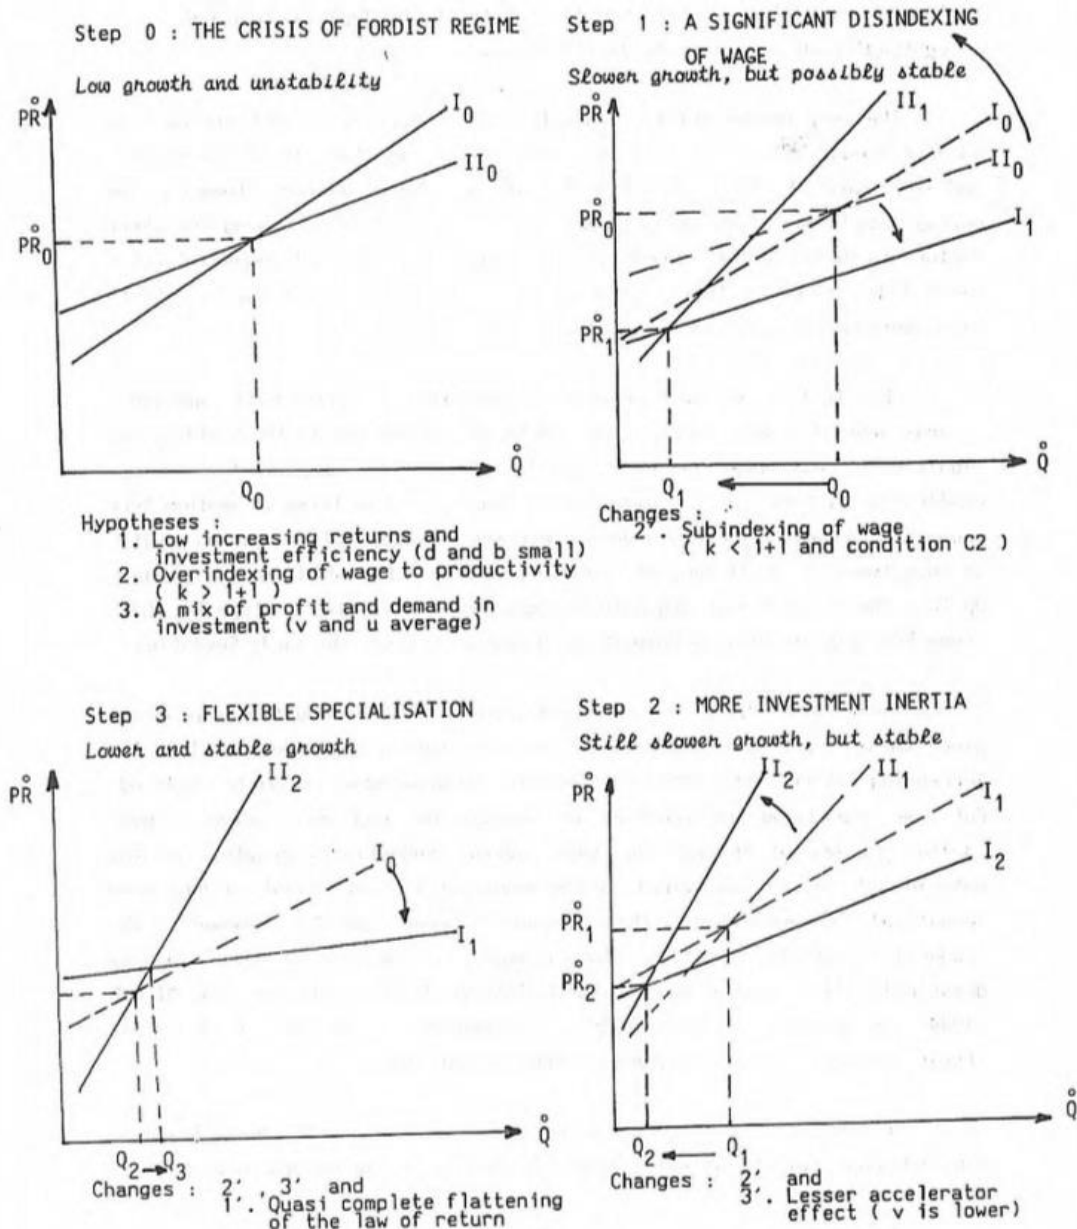 Step 0 : THE CRISIS OF FORDIST REGIME
Low growth and unstability
PR
I0
II0
PR0
Q0
Q
Hypotheses :
1. Low increasing returns and
investment efficiency (d and b small)
2. Overindexing of wage to productivity
( k > 1+1 )
3. A mix of profit and demand in
investment (v and u average)
Step 1 : A SIGNIFICANT DISINDEXING
OF WAGE
Slower growth, but possibly stable
PR
II1
I0
II0
PR0
I1
PR1
Q1
Q0
Q
Changes :
2' Subindexing of wage
( k < 1+1 and condition C2 )
Step 3 : FLEXIBLE SPECIALISATION
Lower and stable growth
PR
II2
I0
I1
Q
Q2
Q3
Changes : 2' , 3' and
1'. Quasi complete flattening
of the law of return
Step 2 : MORE INVESTMENT INERTIA
Still slower growth, but stable
PR
II2
II1
I1
I2
PR1
PR2
Q
Q2
Q1
Changes : 2' and
3'. Lesser accelerator
effect ( v is lower)